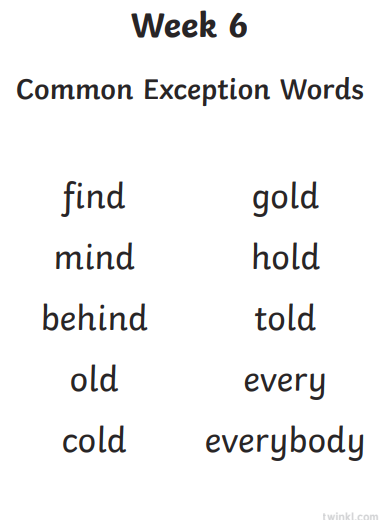 Week 6
Common Exception Words
find
mind
behind
old
cold
gold
hold
told
every
everybody
twinkl.com